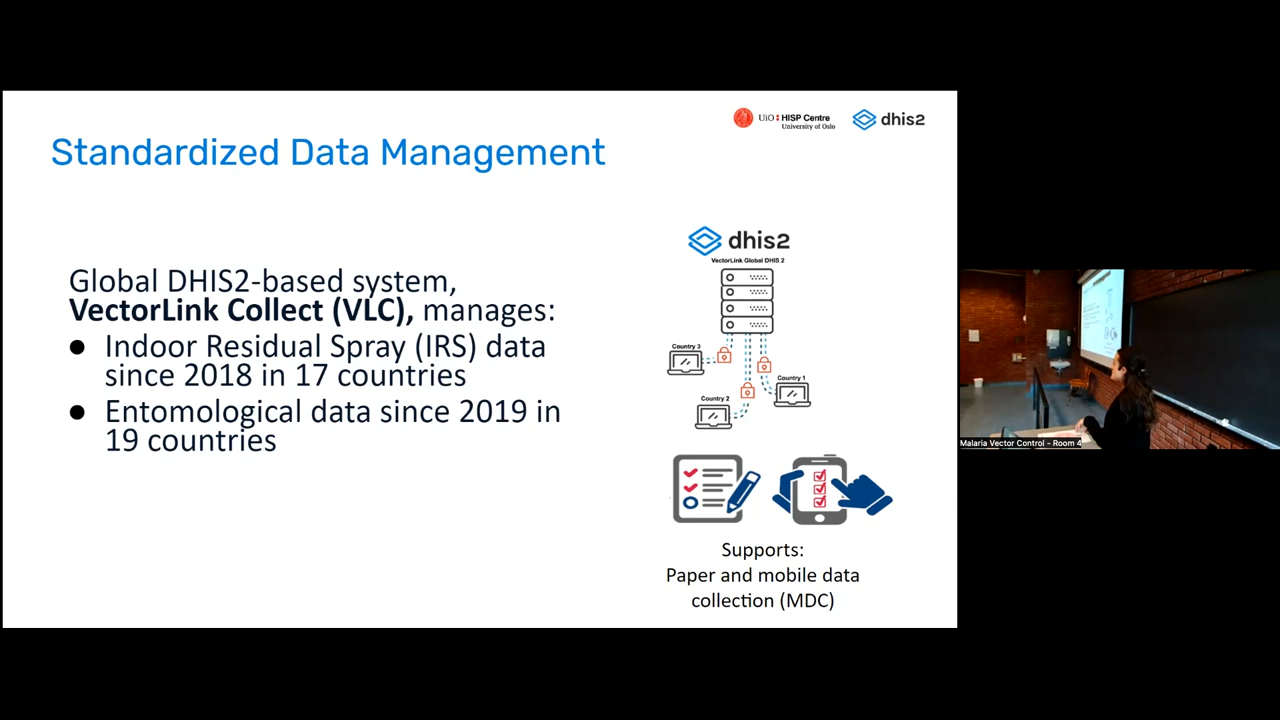 UiO: HISP Centre
University of Oslo
dhis2
Standardized Data Management
Global DHIS2-based system,
VectorLink Collect (VLC), manages:
● Indoor Residual Spray (IRS) data
since 2018 in 17 countries
● Entomological data since 2019 in
19 countries
dhis2
VectorLink Global DHIS 2
Country 3
Country 1
Country 2
Supports:
Paper and mobile data
collection (MDC)
Malaria Vector Control - Room 4